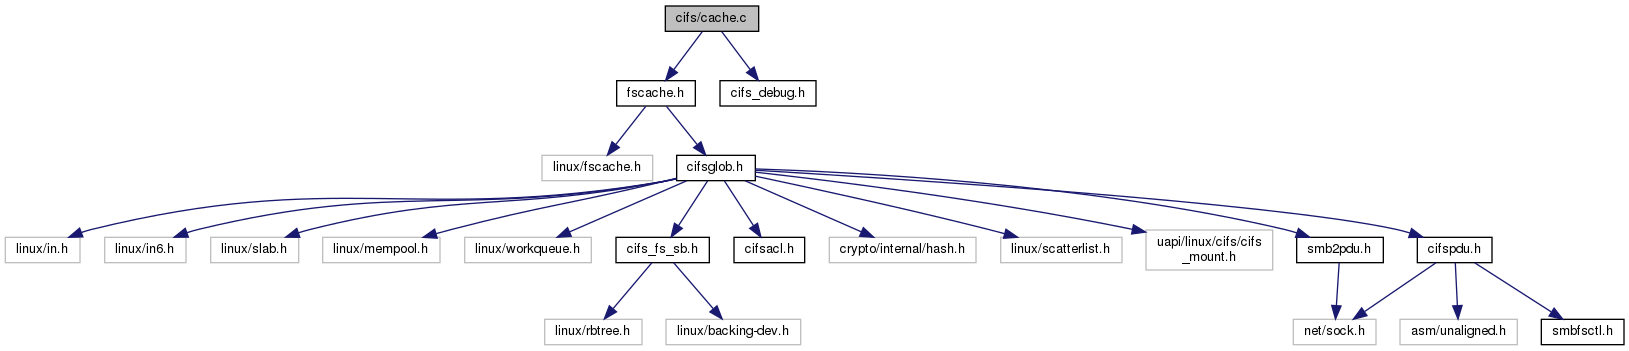 cifs/cache.c
fscache.h
cifs_debug.h
linux/fscache.h
cifsglob.h
linux/in.h
linux/in6.h
linux/slab.h
linux/mempool.h
linux/workqueue.h
cifs_fs_sb.h
cifsacl.h
crypto/internal/hash.h
linux/scatterlist.h
uapi/linux/cifs/cifs
_mount.h
smb2pdu.h
cifspdu.h
linux/rbtree.h
linux/backing-dev.h
net/sock.h
asm/unaligned.h
smbfsctl.h